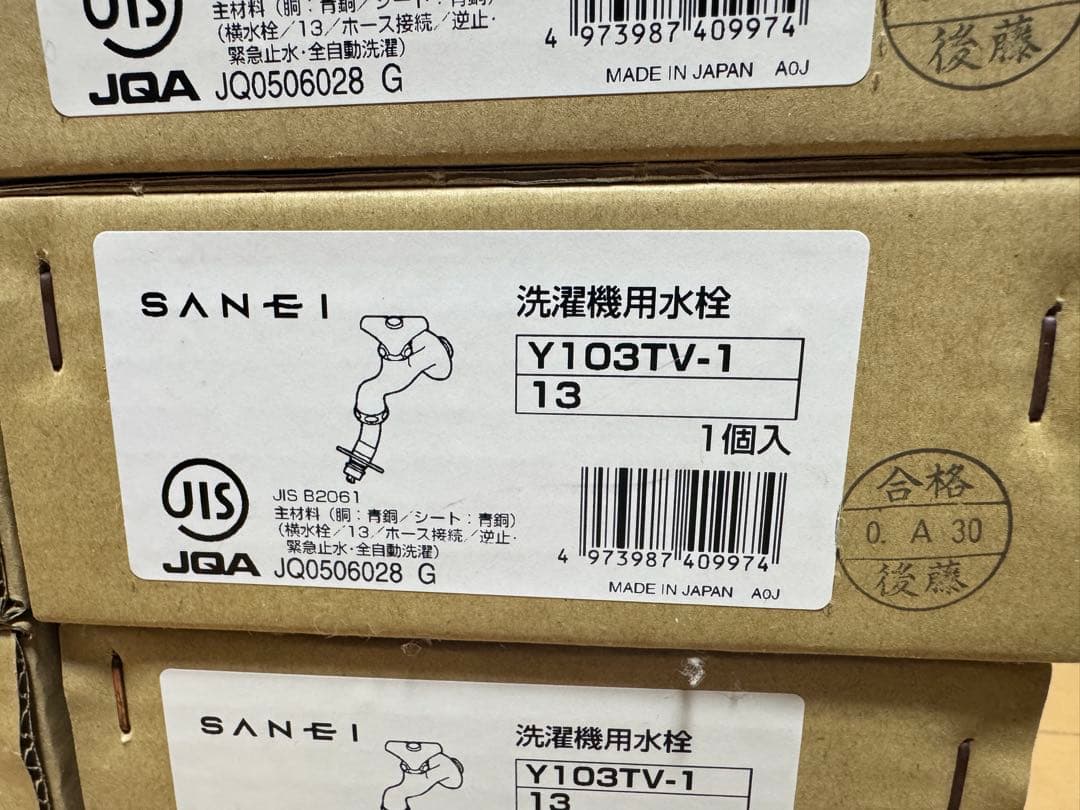 JIS
主材料（胴：青銅／シート：青銅）
（横水栓／13／ホース接続／逆止・
緊急止水・全自動洗濯）
JQA JQ0506028 G
4 973987 409974
MADE IN JAPAN A0J
後藤
SANEI
洗濯機用水栓
Y103TV-1
13
1個入
JIS
JIS B2061
主材料（胴：青銅／シート：青銅）
（横水栓／13／ホース接続／逆止・
緊急止水・全自動洗濯）
JQA JQ0506028 G
4 973987 409974
MADE IN JAPAN A0J
合格
0. A 30
後藤
SANEI
洗濯機用水栓
Y103TV-1
13